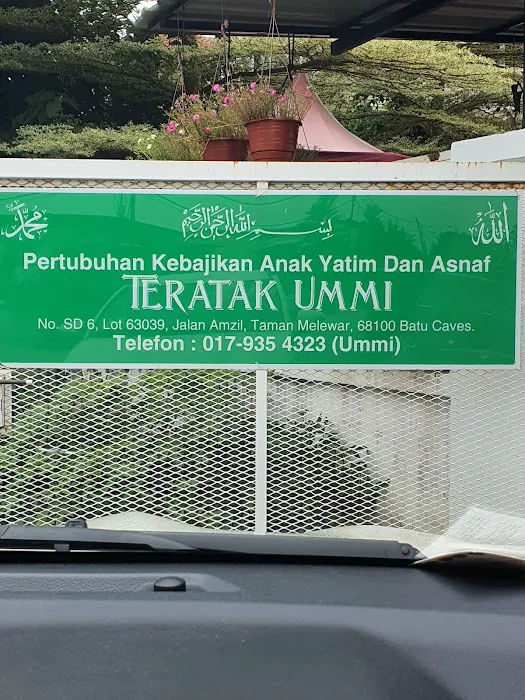 محمد بسم الله الرحمن الرحيم الله
Pertubuhan Kebajikan Anak Yatim Dan Asnaf
TERATAK UMMI
No. SD 6, Lot 63039, Jalan Amzil, Taman Melewar, 68100 Batu Caves.
Telefon : 017-935 4323 (Ummi)